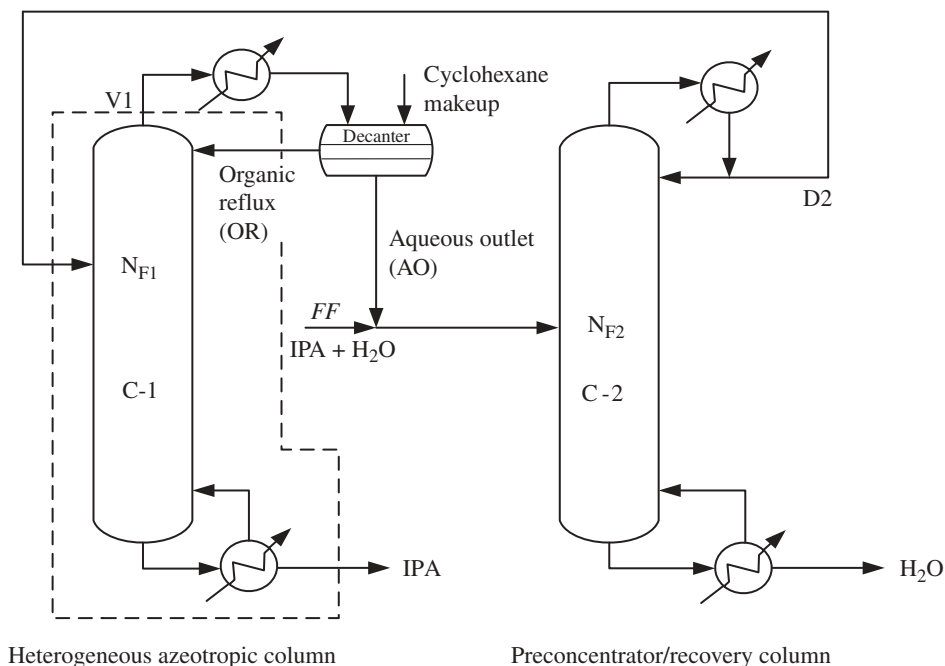 V1
Cyclohexane
makeup
Decanter
Organic
reflux
(OR)
D2
Aqueous outlet
(AO)
N_F1
FF
IPA + H₂O
N_F2
C-1
C-2
IPA
H₂O
Heterogeneous azeotropic column
Preconcentrator/recovery column